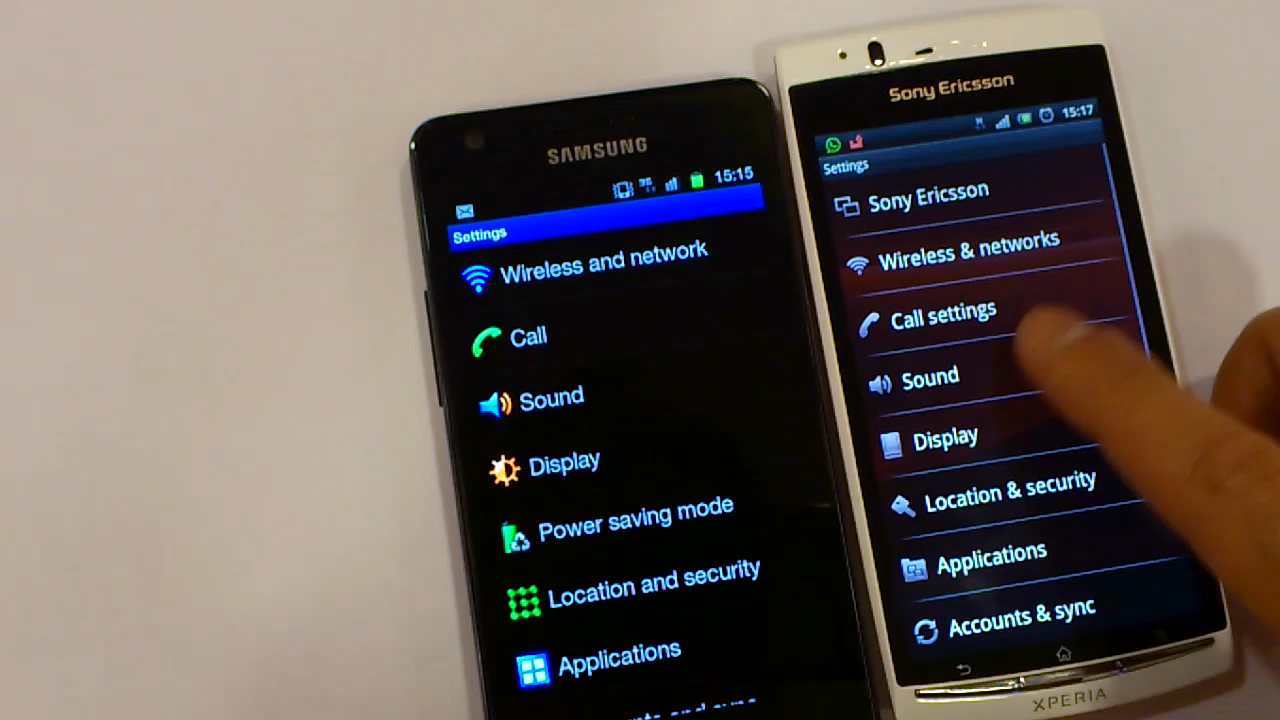 SAMSUNG
15:15
Settings
Wireless and network
Call
Sound
Display
Power saving mode
Location and security
Applications
Sony Ericsson
15:17
Settings
Sony Ericsson
Wireless & networks
Call settings
Sound
Display
Location & security
Applications
Accounts & sync
XPERIA